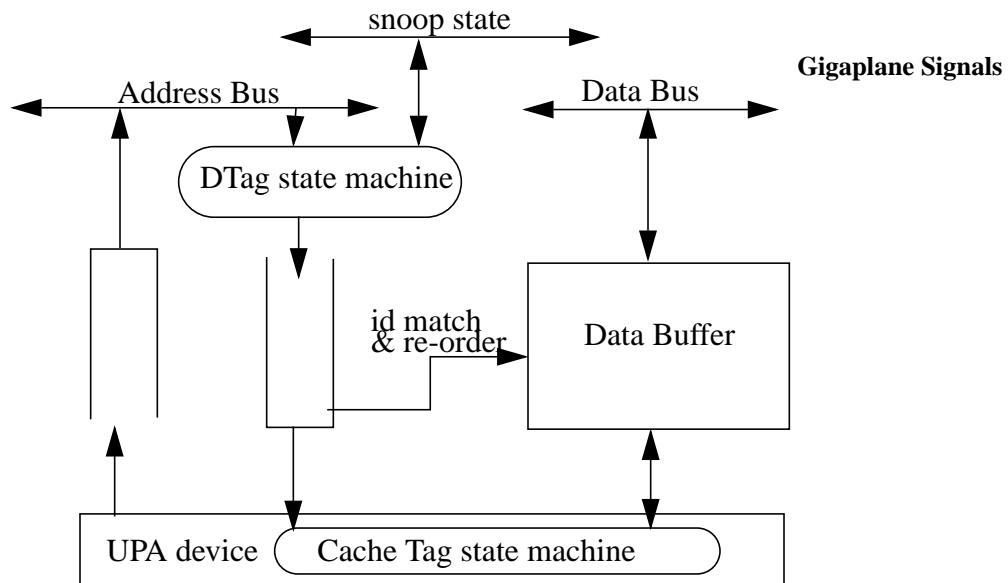 snoop state
Gigaplane Signals
Address Bus
Data Bus
DTag state machine
id match
& re-order
Data Buffer
UPA device
Cache Tag state machine